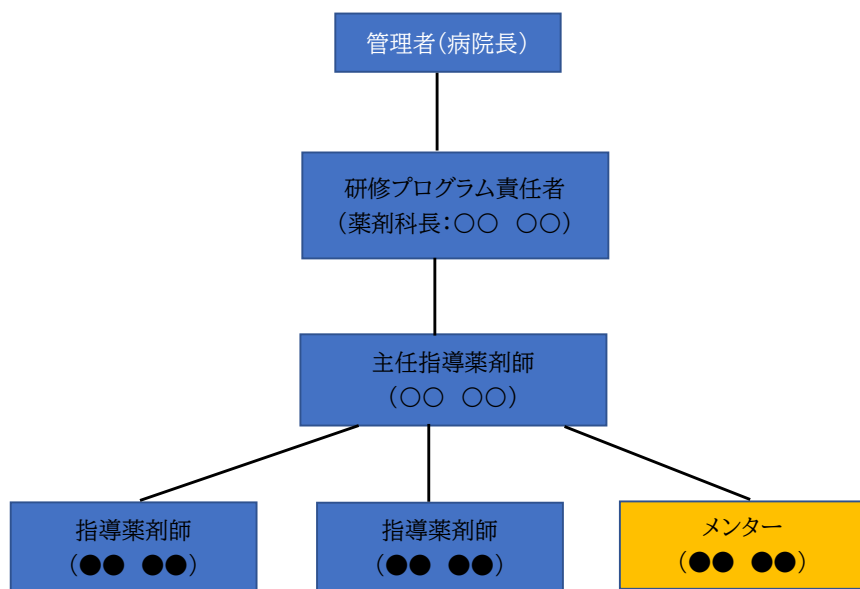 管理者（病院長）
研修プログラム責任者
（薬剤科長：○○　○○）
主任指導薬剤師
（○○　○○）
指導薬剤師
（●●　●●）
指導薬剤師
（●●　●●）
メンター
（●●　●●）